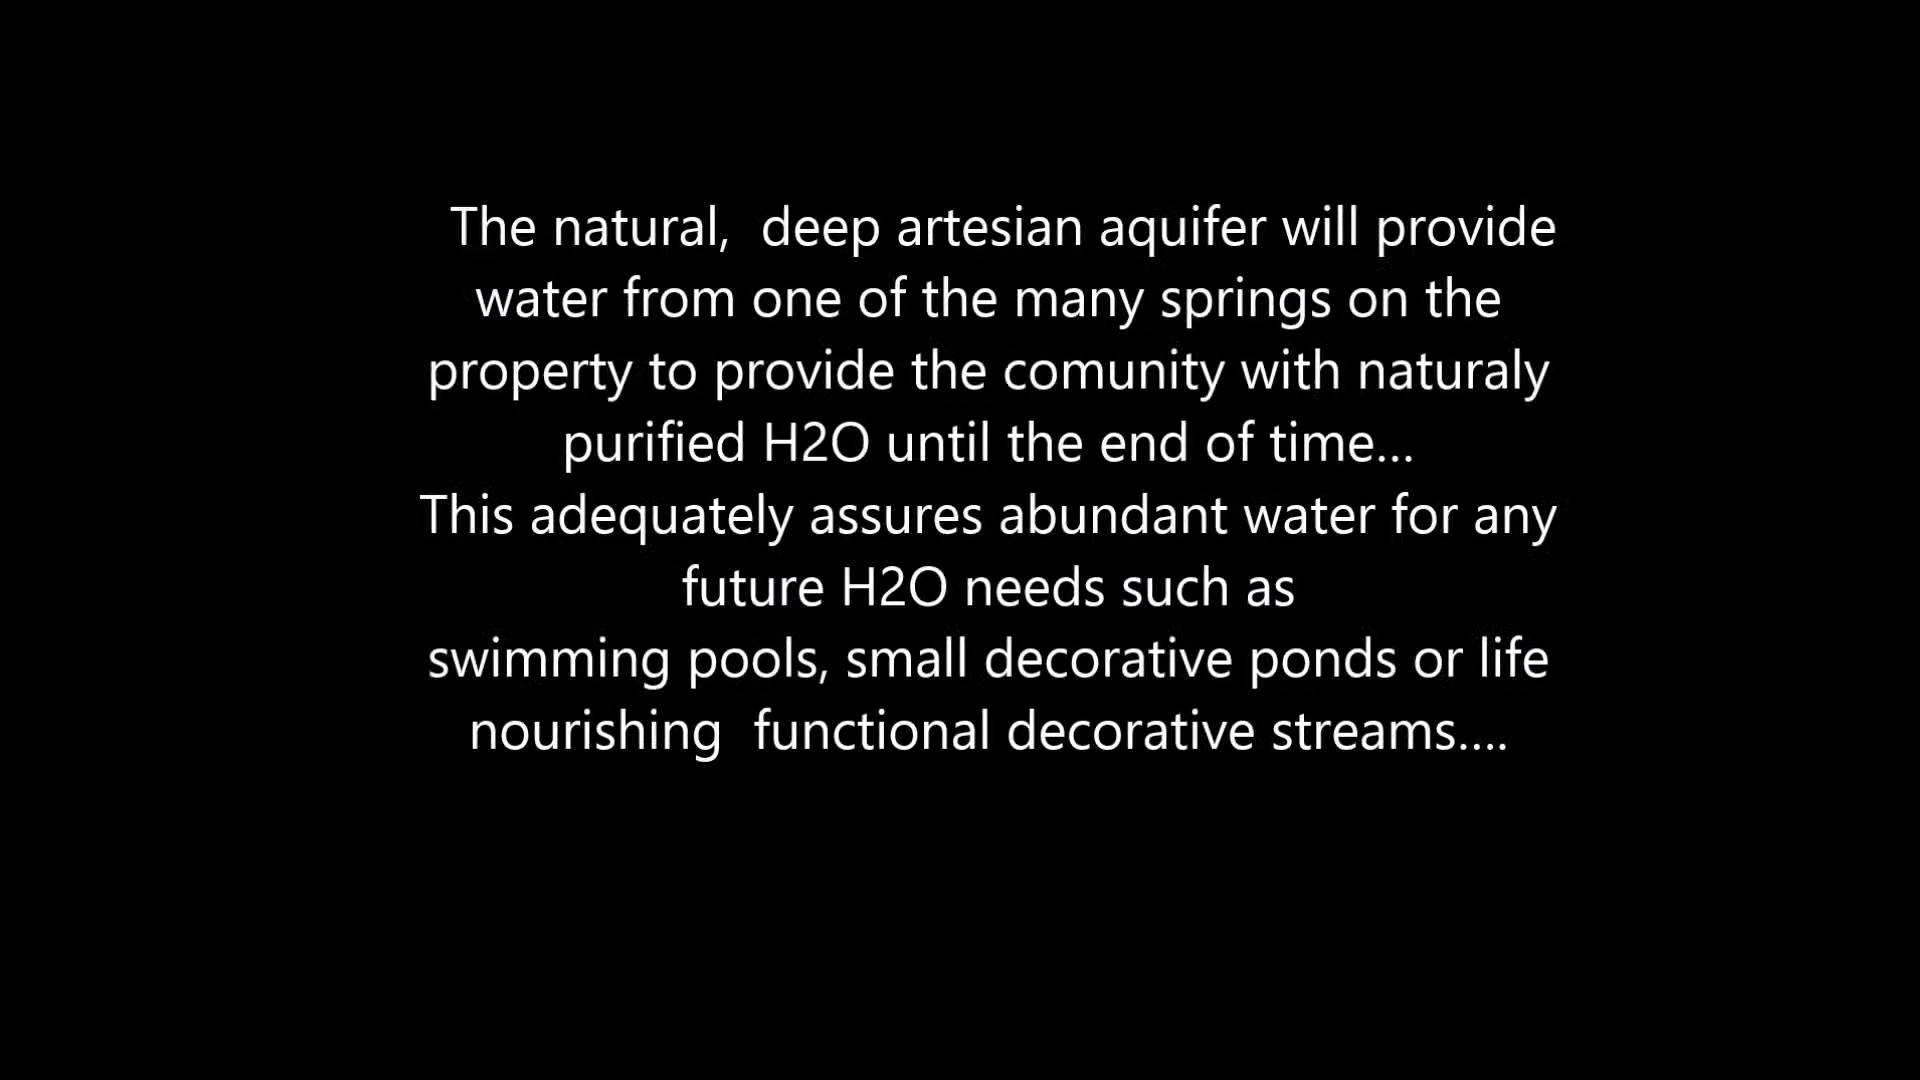 The natural,  deep artesian aquifer will provide
water from one of the many springs on the
property to provide the comunity with naturaly
purified H2O until the end of time...
This adequately assures abundant water for any
future H2O needs such as
swimming pools, small decorative ponds or life
nourishing  functional decorative streams....